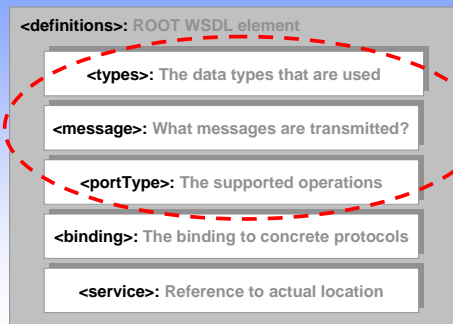 <definitions>: ROOT WSDL element
<types>: The data types that are used
<message>: What messages are transmitted?
<portType>: The supported operations
<binding>: The binding to concrete protocols
<service>: Reference to actual location